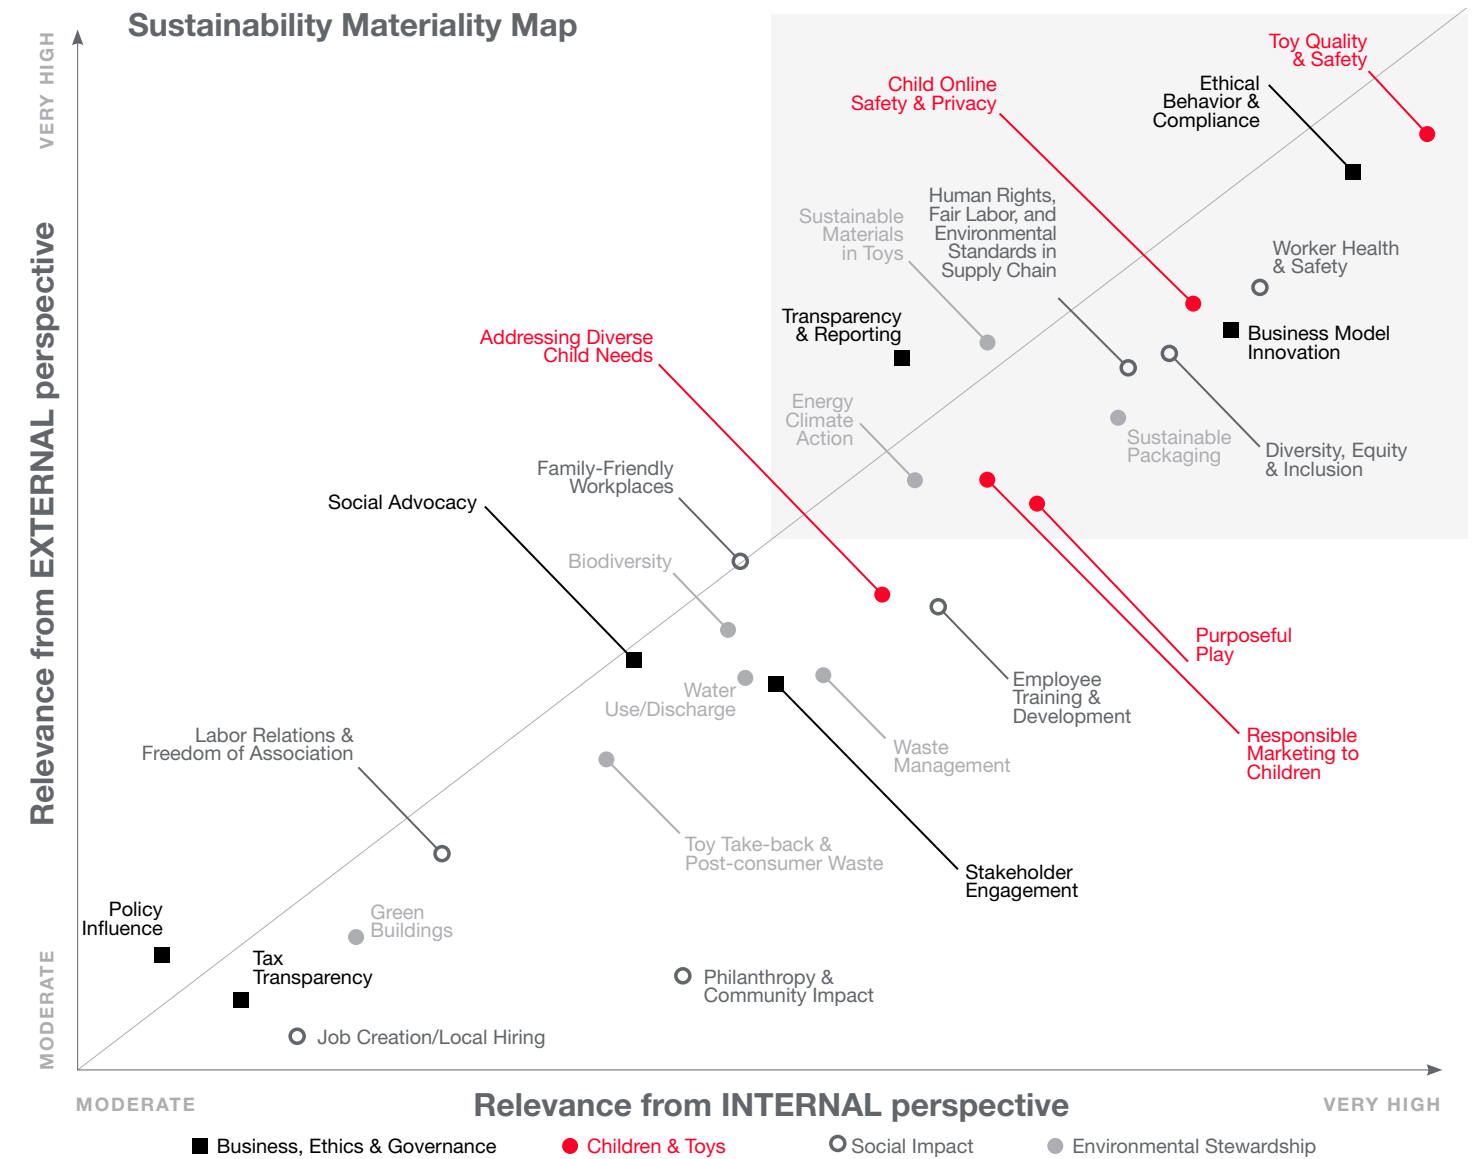 Sustainability Materiality Map
VERY HIGH
Relevance from EXTERNAL perspective
MODERATE
Toy Quality
& Safety
Child Online
Safety & Privacy
Ethical
Behavior &
Compliance
Human Rights,
Fair Labor, and
Environmental
Standards in
Supply Chain
Sustainable
Materials
in Toys
Worker Health
& Safety
Transparency
& Reporting
Business Model
Innovation
Addressing Diverse
Child Needs
Energy
Climate
Action
Sustainable
Packaging
Diversity, Equity
& Inclusion
Family-Friendly
Workplaces
Social Advocacy
Biodiversity
Purposeful
Play
Employee
Training &
Development
Water
Use/Discharge
Waste
Management
Responsible
Marketing to
Children
Labor Relations &
Freedom of Association
Toy Take-back &
Post-consumer Waste
Stakeholder
Engagement
Policy
Influence
Green
Buildings
Tax
Transparency
Philanthropy &
Community Impact
Job Creation/Local Hiring
MODERATE
Relevance from INTERNAL perspective
VERY HIGH
Business, Ethics & Governance
Children & Toys
Social Impact
Environmental Stewardship